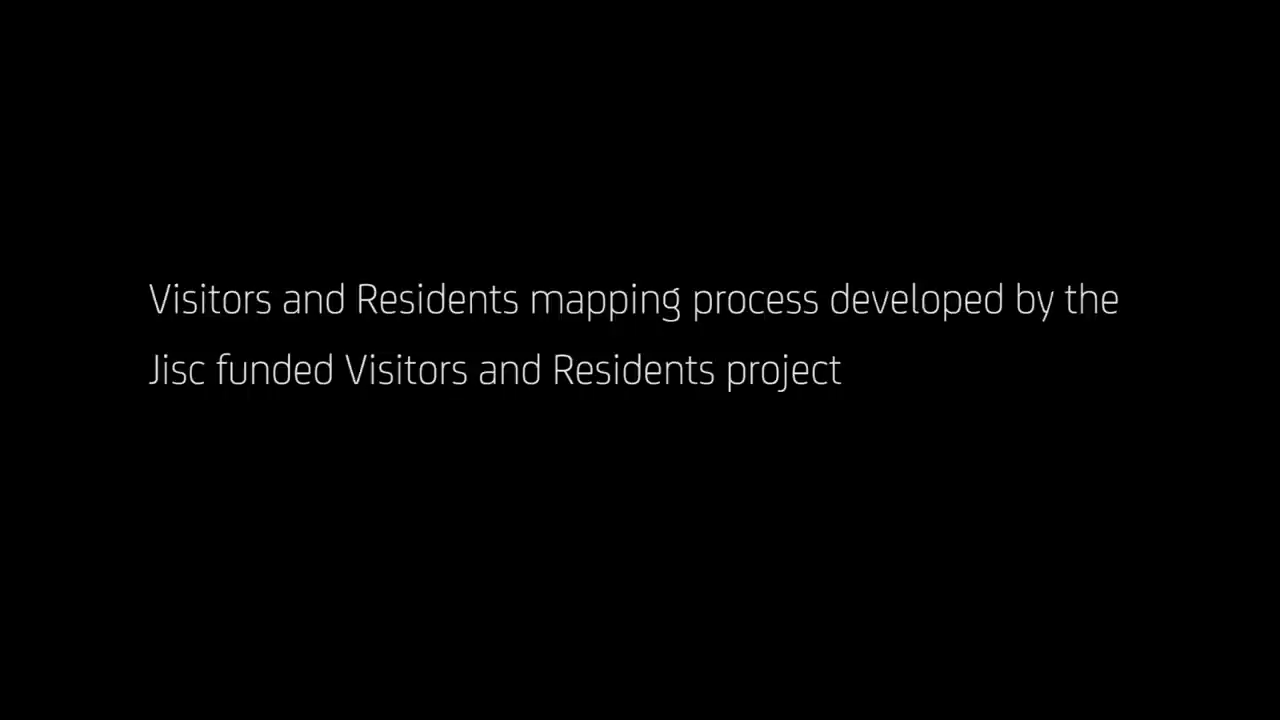 Visitors and Residents mapping process developed by the
Jisc funded Visitors and Residents project